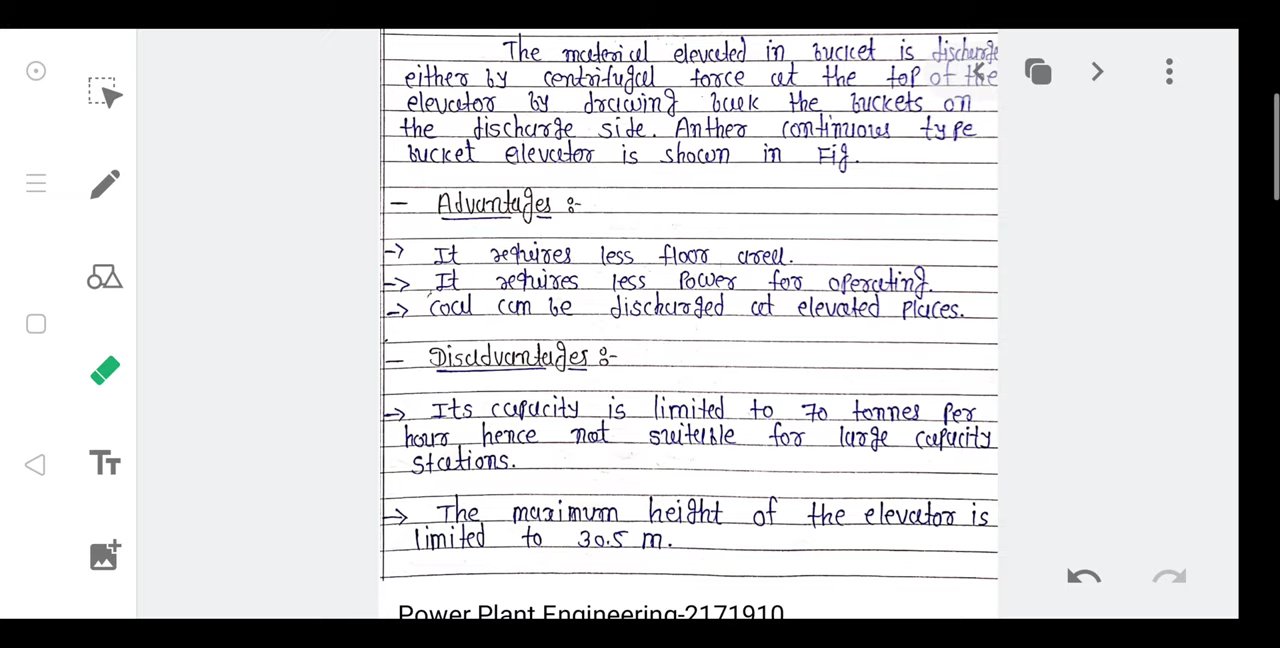 The material elevated in bucket is discharge
either by centrifugal force at the top of the
elevator by drawing back the buckets on
the discharge side. Anther continuous type
bucket elevator is shown in Fig.
— Advantages :-
-> It requires less floor area.
-> It requires less Power for operating.
-> Coal can be discharged at elevated places.
— Disadvantages :-
-> Its capacity is limited to 70 tonnes per
hour hence not suitable for large capacity
stations.
-> The maximum height of the elevator is
limited to 30.5 m.
Power Plant Engineering-2171910
TT